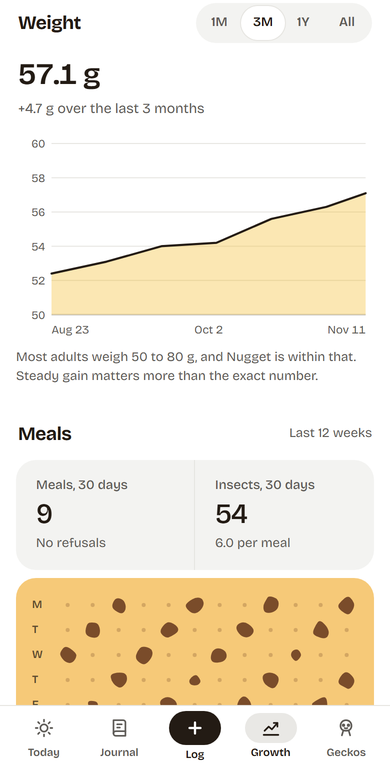 Weight
1M 3M 1Y All
57.1 g
+4.7 g over the last 3 months
60
58
56
54
52
50
Aug 23 Oct 2 Nov 11
Most adults weigh 50 to 80 g, and Nugget is within that.
Steady gain matters more than the exact number.
Meals Last 12 weeks
Meals, 30 days Insects, 30 days
9 54
No refusals 6.0 per meal
M
T
W
T
Today Journal Log Growth Geckos